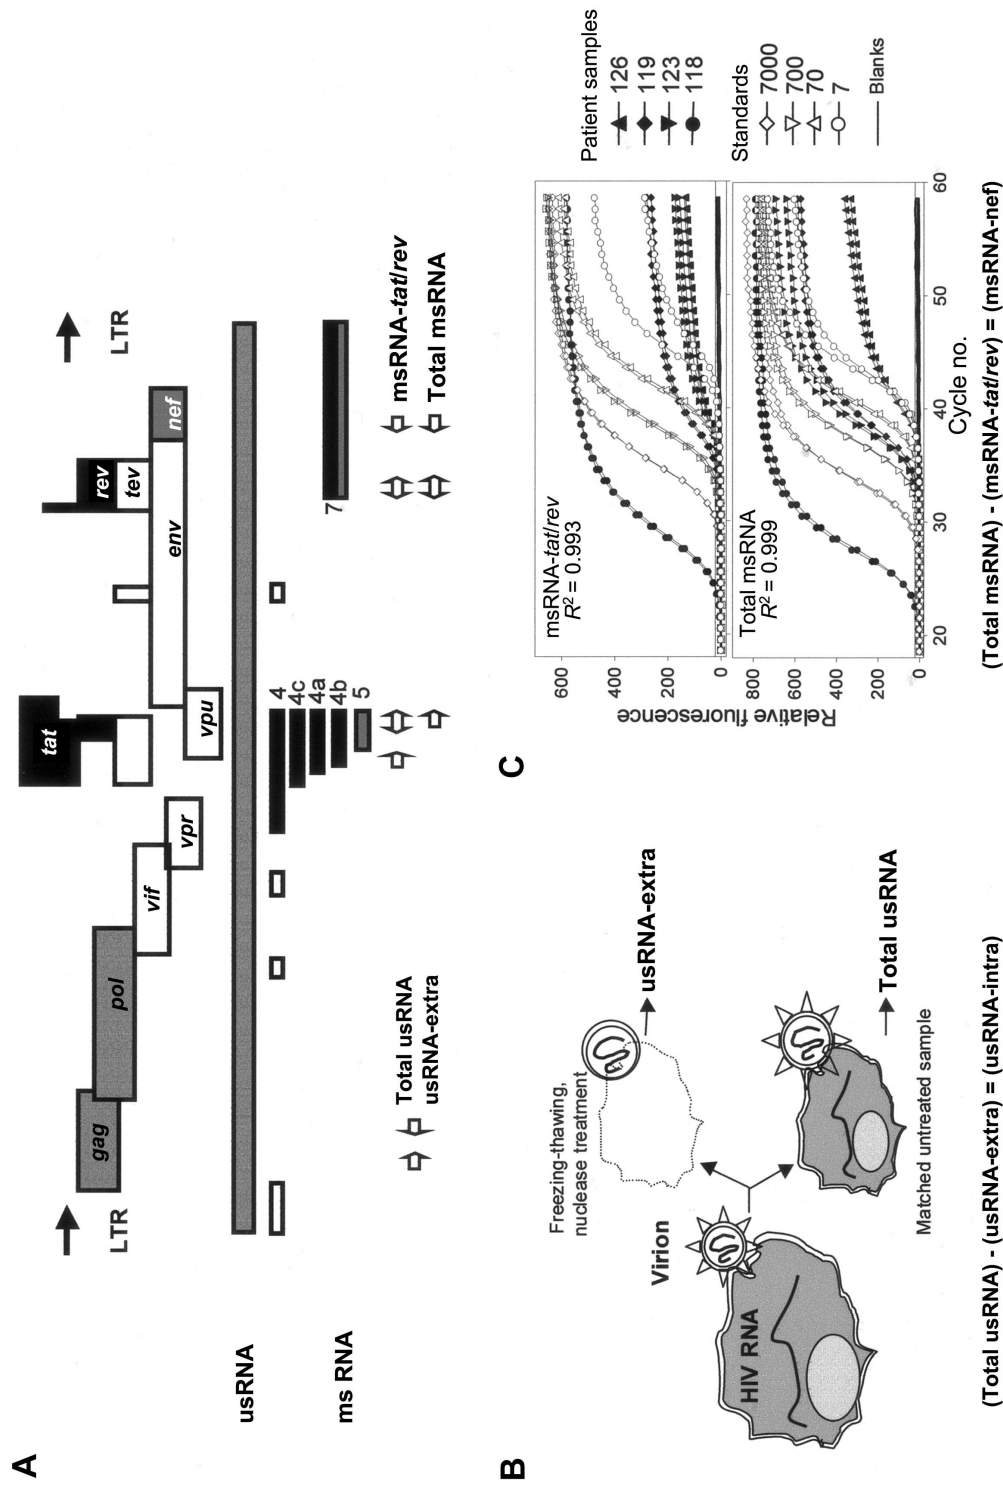 A
LTR
gag
pol
vif
vpr
tat
vpu
env
rev
tev
nef
LTR
usRNA
ms RNA
4
4c
4a
4b
5
7
Total usRNA
usRNA-extra
msRNA-tat/rev
Total msRNA
B
Virion
HIV RNA
Freezing-thawing,
nuclease treatment
usRNA-extra
Matched untreated sample
Total usRNA
(Total usRNA) - (usRNA-extra) = (usRNA-intra)
C
Relative fluorescence
600
400
200
0
msRNA-tat/rev
R2 = 0.993
800
600
400
200
0
Total msRNA
R2 = 0.999
20
30
40
50
60
Cycle no.
Patient samples
126
119
123
118
Standards
7000
700
70
7
Blanks
(Total msRNA) - (msRNA-tat/rev) = (msRNA-nef)